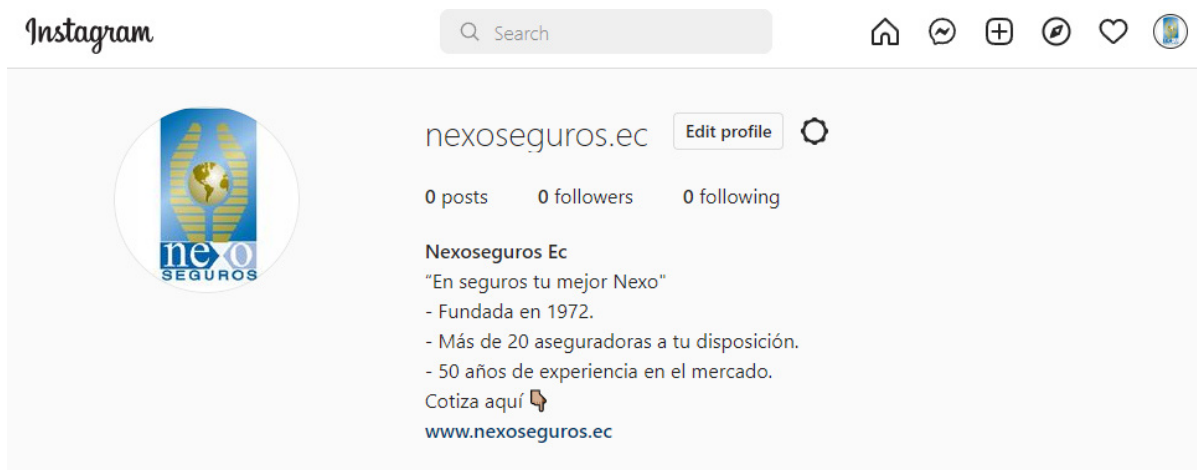 Instagram
Search
nexoseguros.ec Edit profile
0 posts 0 followers 0 following
nexo
SEGUROS
Nexoseguros Ec
“En seguros tu mejor Nexo"
- Fundada en 1972.
- Más de 20 aseguradoras a tu disposición.
- 50 años de experiencia en el mercado.
Cotiza aquí 👇🏽
www.nexoseguros.ec